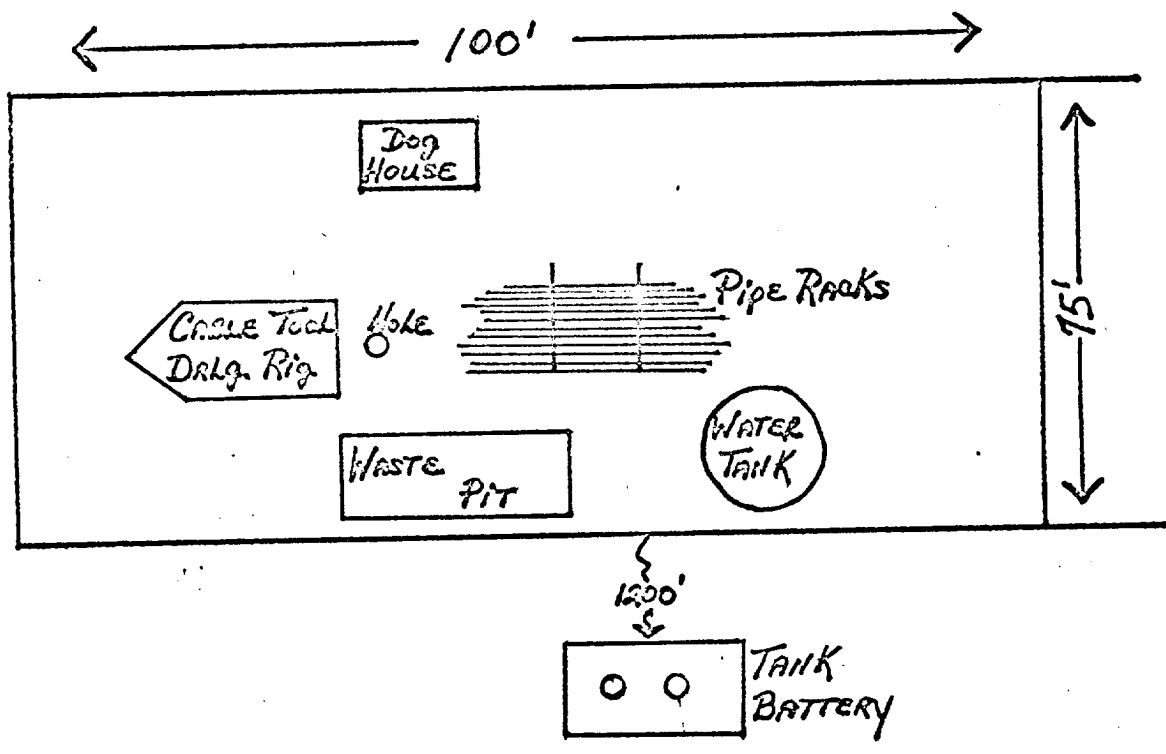 100'
Dog
House
75'
Pipe Racks
Hole
Cable Tool
Drlg. Rig
Water
Tank
Waste
Pit
1200'
Tank
Battery